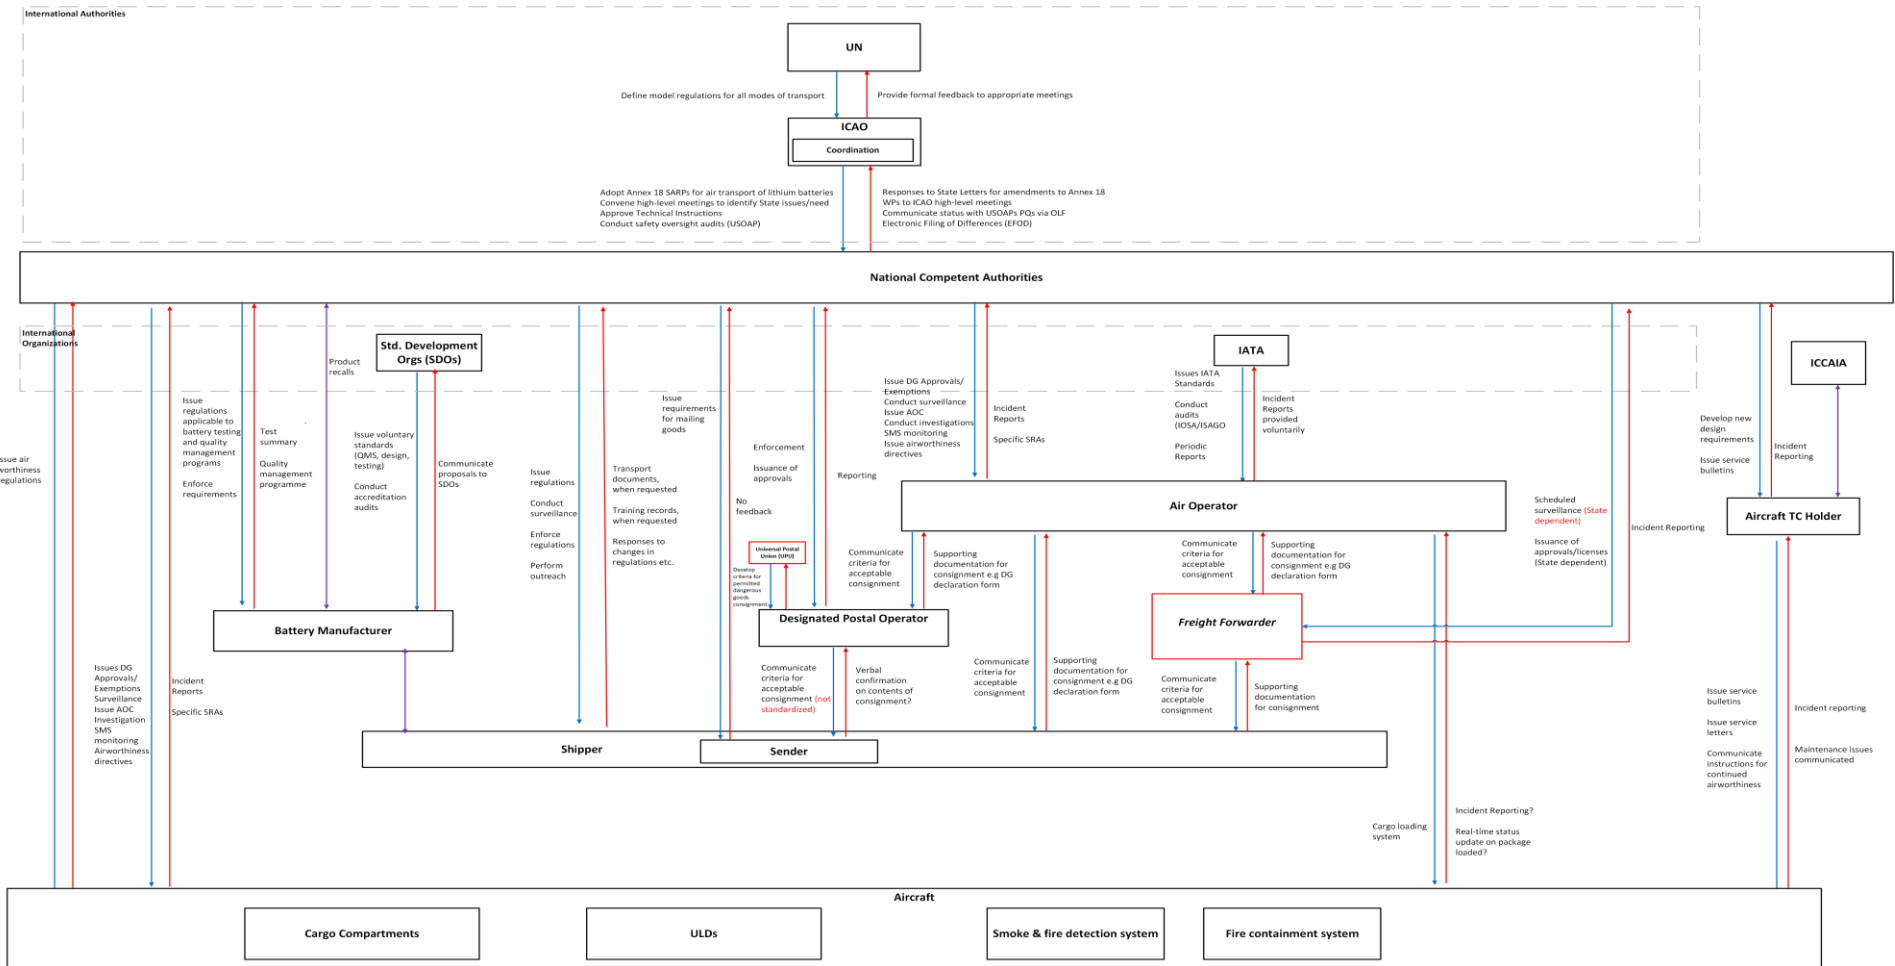 International Authorities
UN
Define model regulations for all modes of transport
Provide formal feedback to appropriate meetings
ICAO
Coordination
Adopt Annex 18 SARPs for air transport of lithium batteries
Convene high-level meetings to identify State issues/need
Approve Technical Instructions
Conduct safety oversight audits (USOAP)
Responses to State Letters for amendments to Annex 18
WPs to ICAO high-level meetings
Communicate status with USOAPs PQs via OLF
Electronic Filing of Differences (EFOD)
National Competent Authorities
International
Organizations
Std. Development
Orgs (SDOs)
IATA
ICCAIA
Product
recalls
Issue
regulations
applicable to
battery testing
and quality
management
programs
Enforce
requirements
Test
summary
Quality
management
programme
Issue voluntary
standards
(QMS, design,
testing)
Conduct
accreditation
audits
Communicate
proposals to
SDOs
Issue
regulations
Conduct
surveillance
Enforce
regulations
Perform
outreach
Transport
documents,
when requested
Training records,
when requested
Responses to
changes in
regulations etc.
Issue
requirements
for mailing
goods
No
feedback
Enforcement
Issuance of
approvals
Reporting
Issue DG Approvals/
Exemptions
Conduct surveillance
Issue AOC
Conduct investigations
SMS monitoring
Issue airworthiness
directives
Incident
Reports
Specific SRAs
Issues IATA
Standards
Conduct
audits
(IOSA/ISAGO
Periodic
Reports
Incident
Reports
provided
voluntarily
Develop new
design
requirements
Issue service
bulletins
Incident
Reporting
ssue air
worthiness
regulations
Air Operator
Aircraft TC Holder
Scheduled
surveillance (State
dependent)
Issuance of
approvals/licenses
(State dependent)
Incident Reporting
Universal Postal
Union (UPU)
Develop
criteria for
permitted
dangerous
goods
consignment
Communicate
criteria for
acceptable
consignment
Supporting
documentation for
consignment e.g DG
declaration form
Communicate
criteria for
acceptable
consignment
Supporting
documentation for
consignment e.g DG
declaration form
Battery Manufacturer
Designated Postal Operator
Freight Forwarder
Issues DG
Approvals/
Exemptions
Surveillance
Issue AOC
Investigation
SMS
monitoring
Airworthiness
directives
Incident
Reports
Specific SRAs
Communicate
criteria for
acceptable
consignment (not
standardized)
Verbal
confirmation
on contents of
consignment?
Communicate
criteria for
acceptable
consignment
Supporting
documentation for
consignment e.g DG
declaration form
Communicate
criteria for
acceptable
consignment
Supporting
documentation
for consignment
Issue service
bulletins
Issue service
letters
Communicate
instructions for
continued
airworthiness
Incident reporting
Maintenance issues
communicated
Shipper
Sender
Cargo loading
system
Incident Reporting?
Real-time status
update on package
loaded?
Aircraft
Cargo Compartments
ULDs
Smoke & fire detection system
Fire containment system